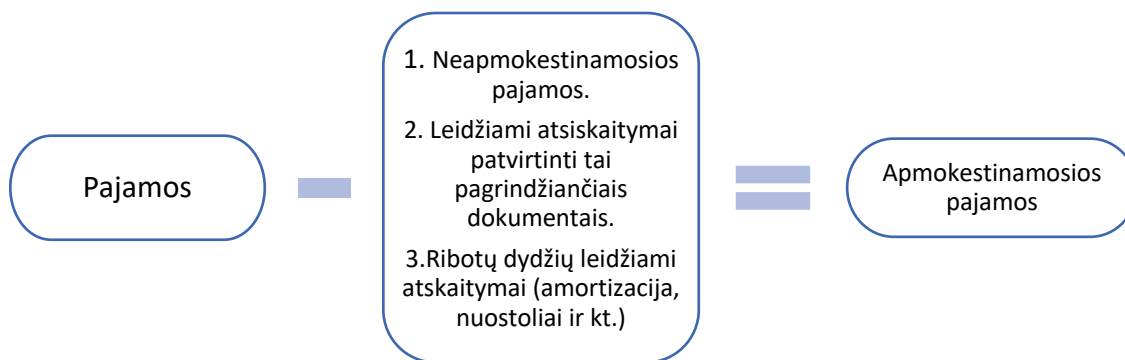 Pajamos
1. Neapmokestinamosios
pajamos.
2. Leidžiami atsiskaitymai
patvirtinti tai
pagrindžiančiais
dokumentais.
3.Ribotų dydžių leidžiami
atskaitymai (amortizacija,
nuostoliai ir kt.)
Apmokestinamosios
pajamos